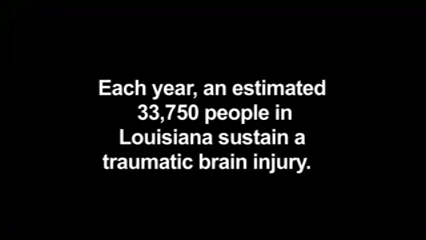 Each year, an estimated
33,750 people in
Louisiana sustain a
traumatic brain injury.